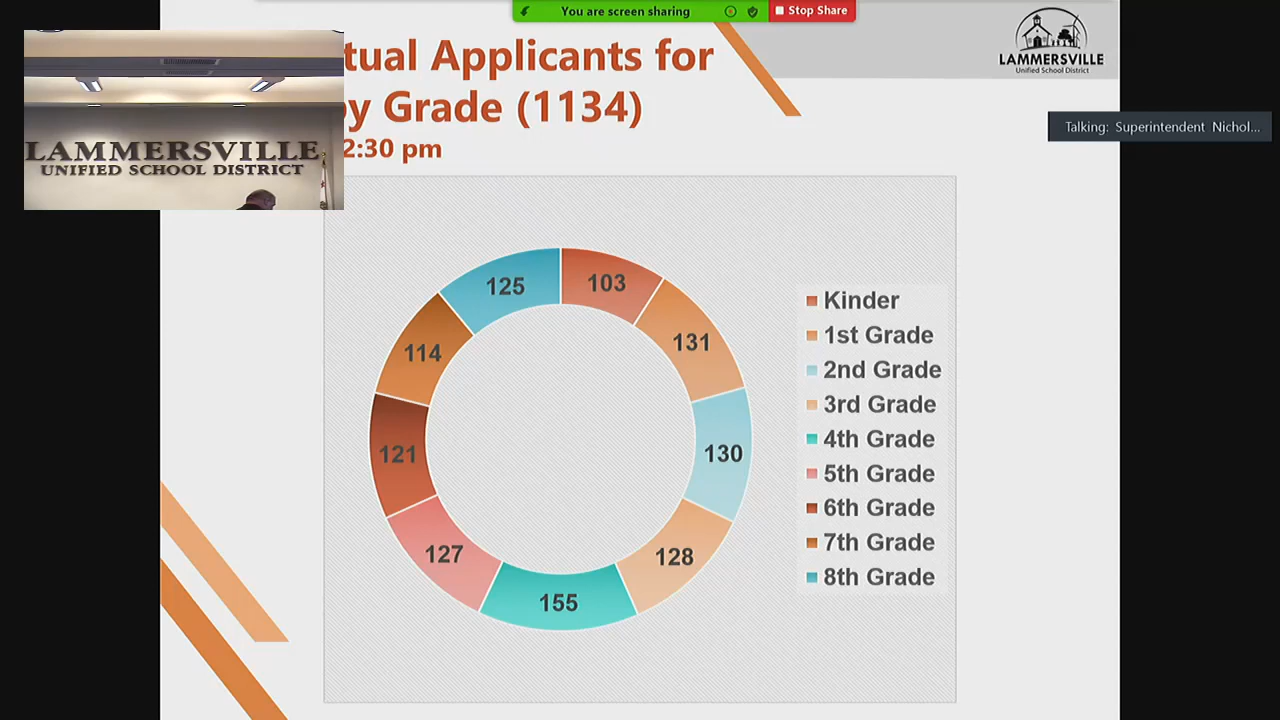 You are screen sharing
Stop Share
tual Applicants for
by Grade (1134)
2:30 pm
LAMMERSVILLE
Unified School District
Talking: Superintendent Nichol...
LAMMERSVILLE
UNIFIED SCHOOL DISTRICT
125
103
131
114
130
121
128
127
155
Kinder
1st Grade
2nd Grade
3rd Grade
4th Grade
5th Grade
6th Grade
7th Grade
8th Grade